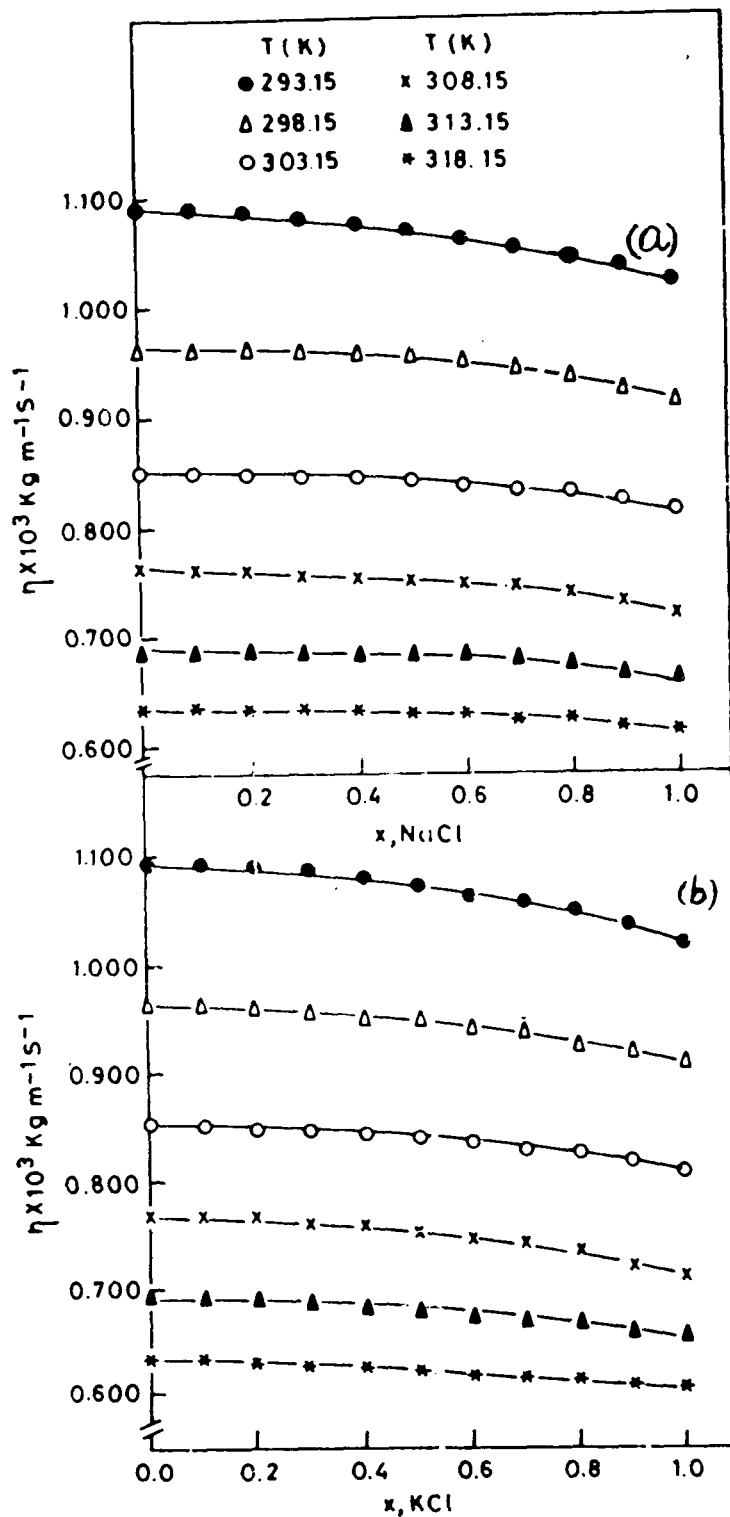 T (K) T (K)
● 293.15 x 308.15
△ 298.15 ▲ 313.15
○ 303.15 * 318.15
(a)
1.100
1.000
0.900
0.800
0.700
0.600
η X10³ Kg m⁻¹S⁻¹
0.2 0.4 0.6 0.8 1.0
x, NaCl
(b)
1.100
1.000
0.900
0.800
0.700
0.600
η X10³ Kg m⁻¹S⁻¹
0.0 0.2 0.4 0.6 0.8 1.0
x, KCl